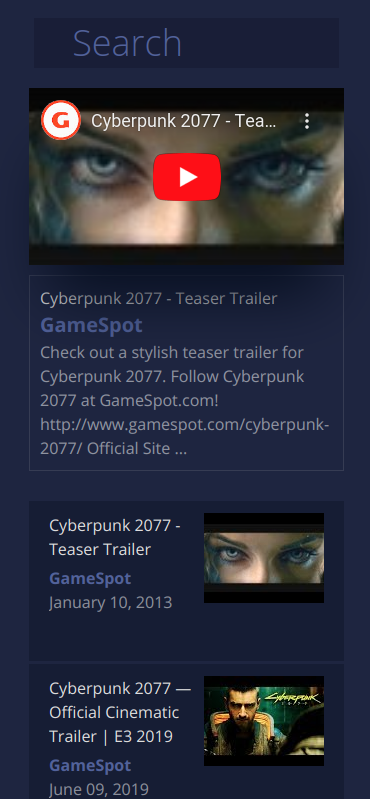 Search
G Cyberpunk 2077 - Tea...
Cyberpunk 2077 - Teaser Trailer
GameSpot
Check out a stylish teaser trailer for
Cyberpunk 2077. Follow Cyberpunk
2077 at GameSpot.com!
http://www.gamespot.com/cyberpunk-
2077/ Official Site ...
Cyberpunk 2077 -
Teaser Trailer
GameSpot
January 10, 2013
Cyberpunk 2077 —
Official Cinematic
Trailer | E3 2019
GameSpot
June 09, 2019
CYBERPUNK
2077